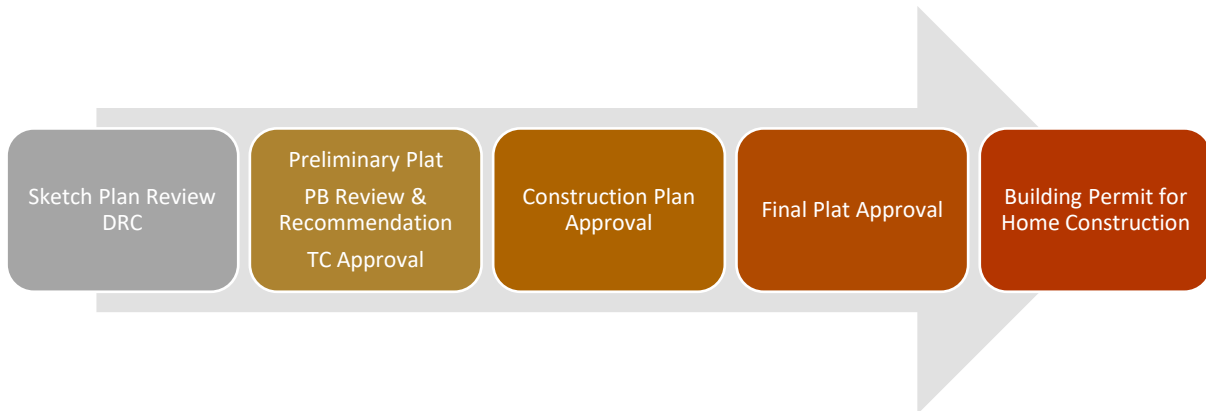 Sketch Plan Review
DRC
Preliminary Plat
PB Review &
Recommendation
TC Approval
Construction Plan
Approval
Final Plat Approval
Building Permit for
Home Construction